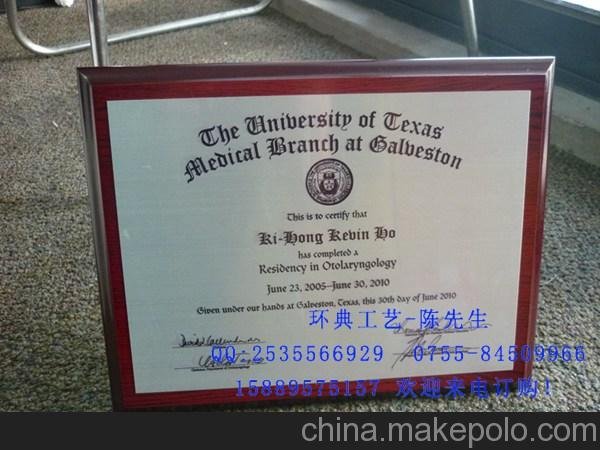 The University of Texas
Medical Branch at Galveston
This is to certify that
Ki-Hong Kevin Ho
has completed a
Residency in Otolaryngology
June 23, 2005–June 30, 2010
Given under our hands at Galveston, Texas, this 30th day of June 2010
环典工艺-陈先生
QQ:2535566929 0755-84509966
15889575137 欢迎来电订购!
china.makepolo.com